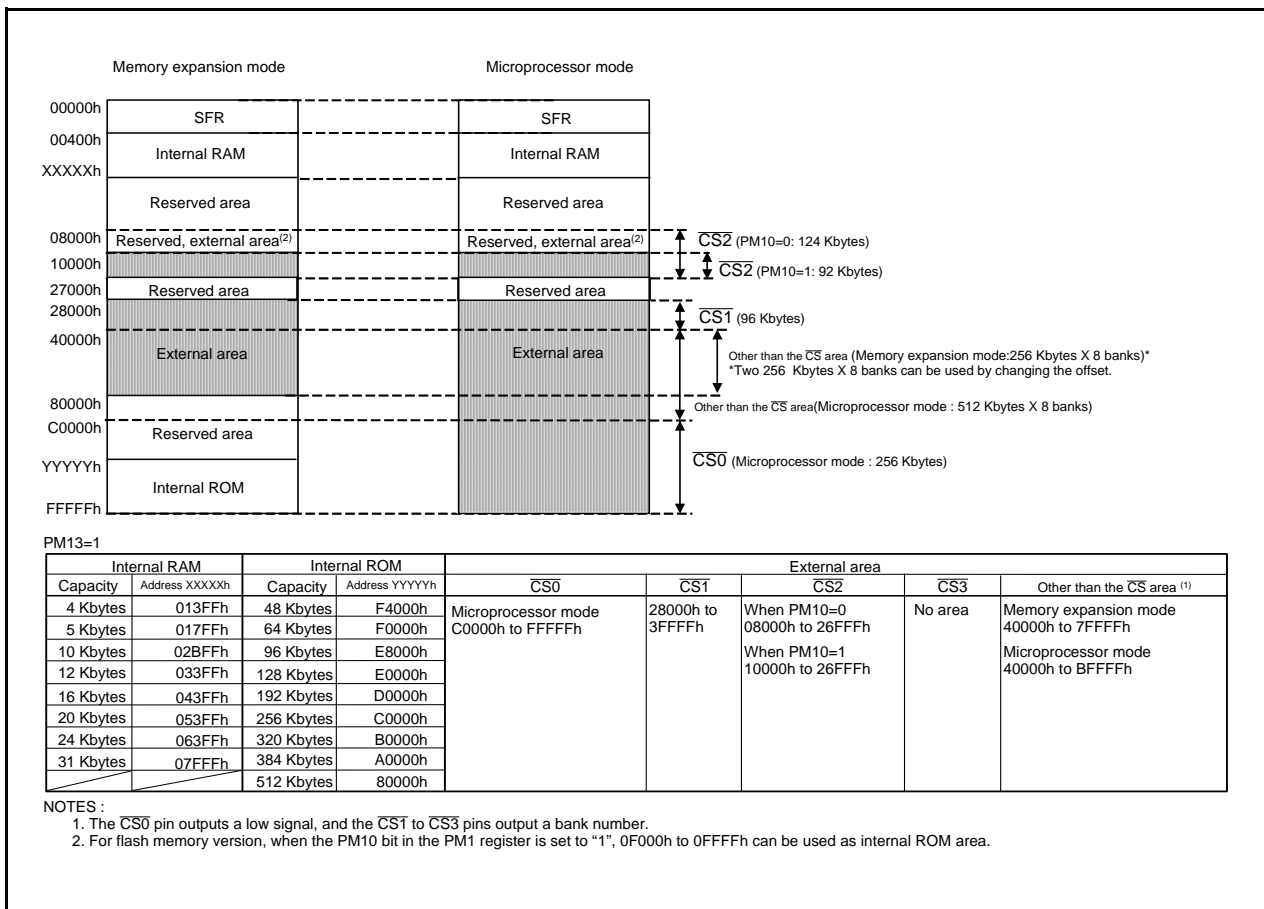 Memory expansion mode
Microprocessor mode
00000h
SFR
SFR
00400h
Internal RAM
Internal RAM
XXXXXh
Reserved area
Reserved area
08000h
Reserved, external area(2)
Reserved, external area(2)
CS2 (PM10=0: 124 Kbytes)
10000h
CS2 (PM10=1: 92 Kbytes)
27000h
Reserved area
Reserved area
28000h
CS1 (96 Kbytes)
40000h
External area
External area
Other than the CS area (Memory expansion mode:256 Kbytes X 8 banks)*
*Two 256 Kbytes X 8 banks can be used by changing the offset.
80000h
Other than the CS area(Microprocessor mode : 512 Kbytes X 8 banks)
C0000h
Reserved area
YYYYYh
CS0 (Microprocessor mode : 256 Kbytes)
Internal ROM
FFFFFh
PM13=1
Internal RAM Internal ROM External area
Capacity Address XXXXXh Capacity Address YYYYYh CS0 CS1 CS2 CS3 Other than the CS area (1)
4 Kbytes 013FFh 48 Kbytes F4000h Microprocessor mode 28000h to When PM10=0 No area Memory expansion mode
5 Kbytes 017FFh 64 Kbytes F0000h C0000h to FFFFFh 3FFFFh 08000h to 26FFFh 40000h to 7FFFFh
10 Kbytes 02BFFh 96 Kbytes E8000h When PM10=1 Microprocessor mode
12 Kbytes 033FFh 128 Kbytes E0000h 10000h to 26FFFh 40000h to BFFFFh
16 Kbytes 043FFh 192 Kbytes D0000h
20 Kbytes 053FFh 256 Kbytes C0000h
24 Kbytes 063FFh 320 Kbytes B0000h
31 Kbytes 07FFFh 384 Kbytes A0000h
512 Kbytes 80000h
NOTES :
1. The CS0 pin outputs a low signal, and the CS1 to CS3 pins output a bank number.
2. For flash memory version, when the PM10 bit in the PM1 register is set to “1”, 0F000h to 0FFFFh can be used as internal ROM area.